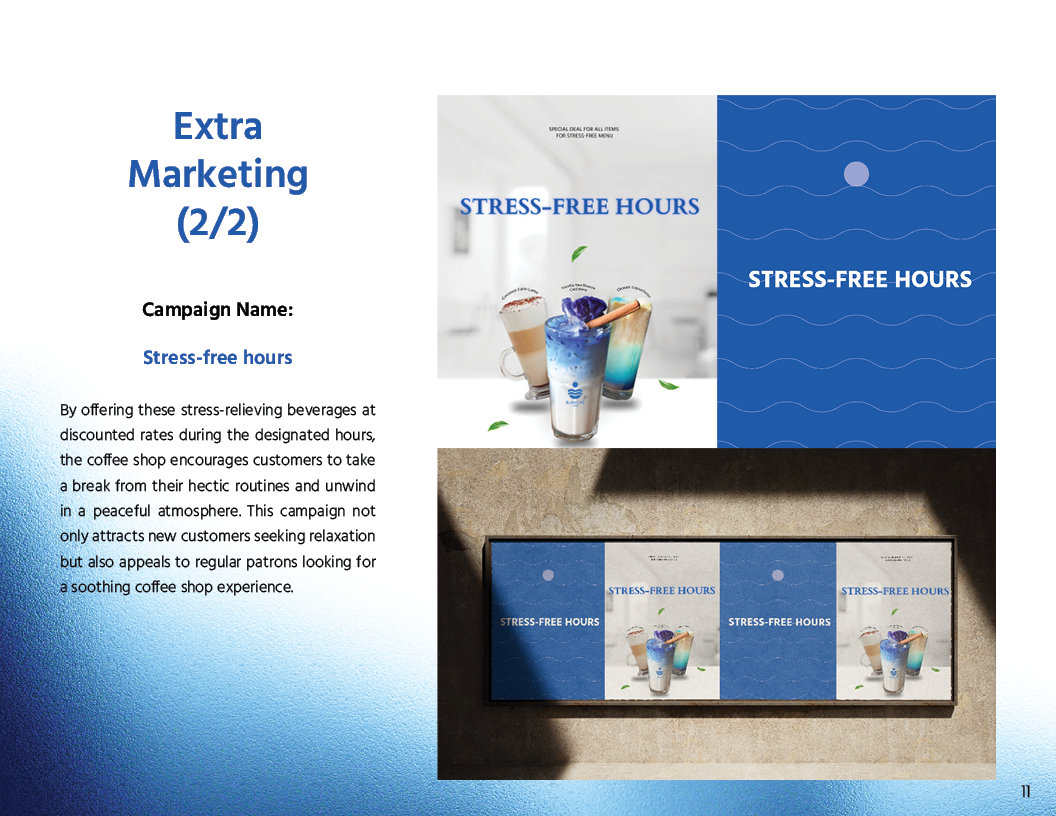 Extra
Marketing
(2/2)
Campaign Name:
Stress-free hours
By offering these stress-relieving beverages at
discounted rates during the designated hours,
the coffee shop encourages customers to take
a break from their hectic routines and unwind
in a peaceful atmosphere. This campaign not
only attracts new customers seeking relaxation
but also appeals to regular patrons looking for
a soothing coffee shop experience.
SPECIAL DEAL FOR ALL ITEMS
FOR STRESS-FREE MENU
STRESS-FREE HOURS
STRESS-FREE HOURS
STRESS-FREE HOURS
STRESS-FREE HOURS
STRESS-FREE HOURS
STRESS-FREE HOURS
11